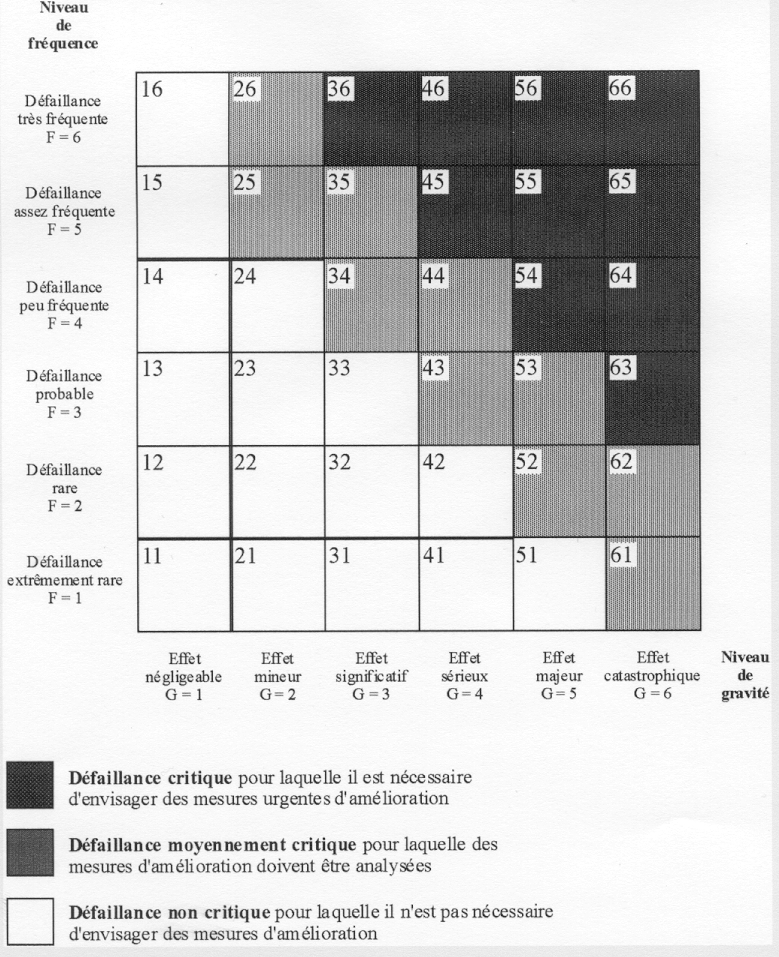 Niveau
de
fréquence
Défaillance
très fréquente
F = 6
16 26 36 46 56 66
Défaillance
assez fréquente
F = 5
15 25 35 45 55 65
Défaillance
peu fréquente
F = 4
14 24 34 44 54 64
Défaillance
probable
F = 3
13 23 33 43 53 63
Défaillance
rare
F = 2
12 22 32 42 52 62
Défaillance
extrêmement rare
F = 1
11 21 31 41 51 61
Effet
négligeable
G = 1
Effet
mineur
G = 2
Effet
significatif
G = 3
Effet
sérieux
G = 4
Effet
majeur
G = 5
Effet
catastrophique
G = 6
Niveau
de
gravité
Défaillance critique pour laquelle il est nécessaire
d'envisager des mesures urgentes d'amélioration
Défaillance moyennement critique pour laquelle des
mesures d'amélioration doivent être analysées
Défaillance non critique pour laquelle il n'est pas nécessaire
d'envisager des mesures d'amélioration